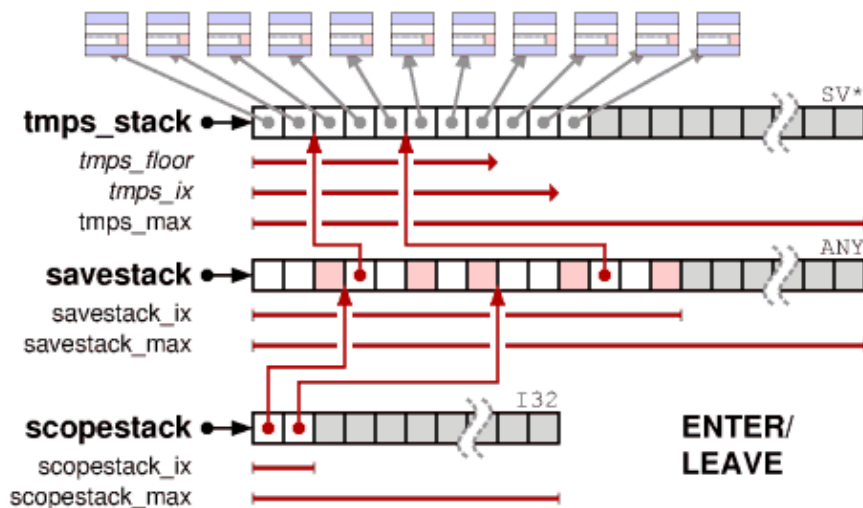 SV*
tmps_stack
tmps_floor
tmps_ix
tmps_max
ANY
savestack
savestack_ix
savestack_max
I32
scopestack
ENTER/
LEAVE
scopestack_ix
scopestack_max